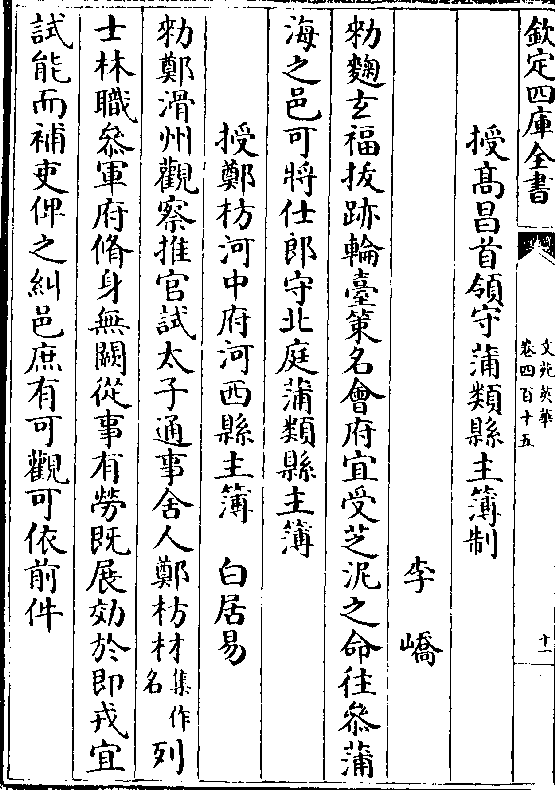 欽定四庫全書
文苑英華
卷四百十五
十一
授髙昌首領守蒲類縣主簿制
李嶠
勑麴玄福拔跡輪臺策名會府宜受芝泥之命往叅蒲
海之邑可將仕郎守北庭蒲類縣主簿
授鄭枋河中府河西縣主簿　白居易
勑鄭滑州觀察推官試太子通事舍人鄭枋材集作名列
士林職叅軍府脩身無闕從事有勞既展効於即戎宜
試能而補吏俾之糾邑庶有可觀可依前件